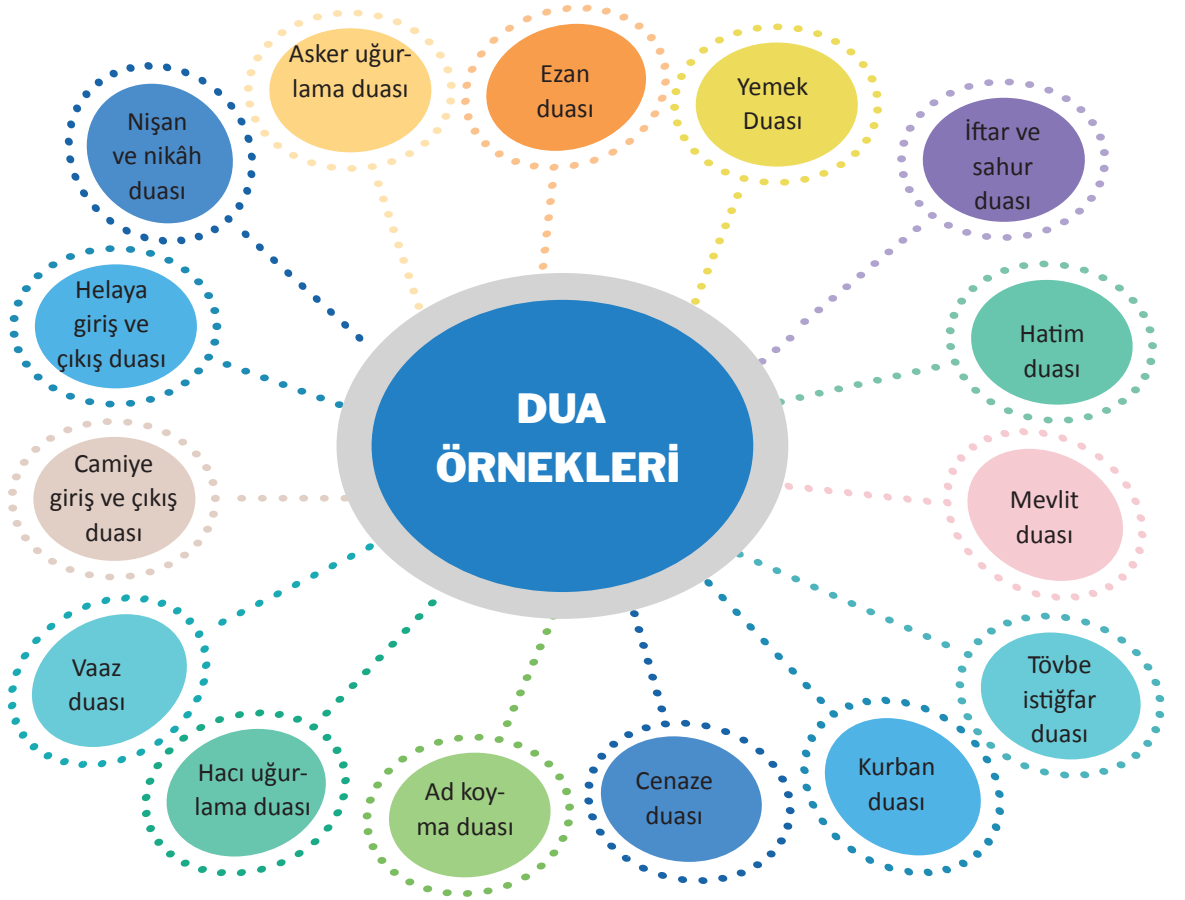 Asker uğur-
lama duası
Ezan
duası
Yemek
Duası
İftar ve
sahur
duası
Nişan
ve nikâh
duası
Helaya
giriş ve
çıkış duası
Hatim
duası
DUA
ÖRNEKLERİ
Camiye
giriş ve çıkış
duası
Mevlit
duası
Vaaz
duası
Tövbe
istiğfar
duası
Hacı uğur-
lama duası
Ad koy-
ma duası
Cenaze
duası
Kurban
duası